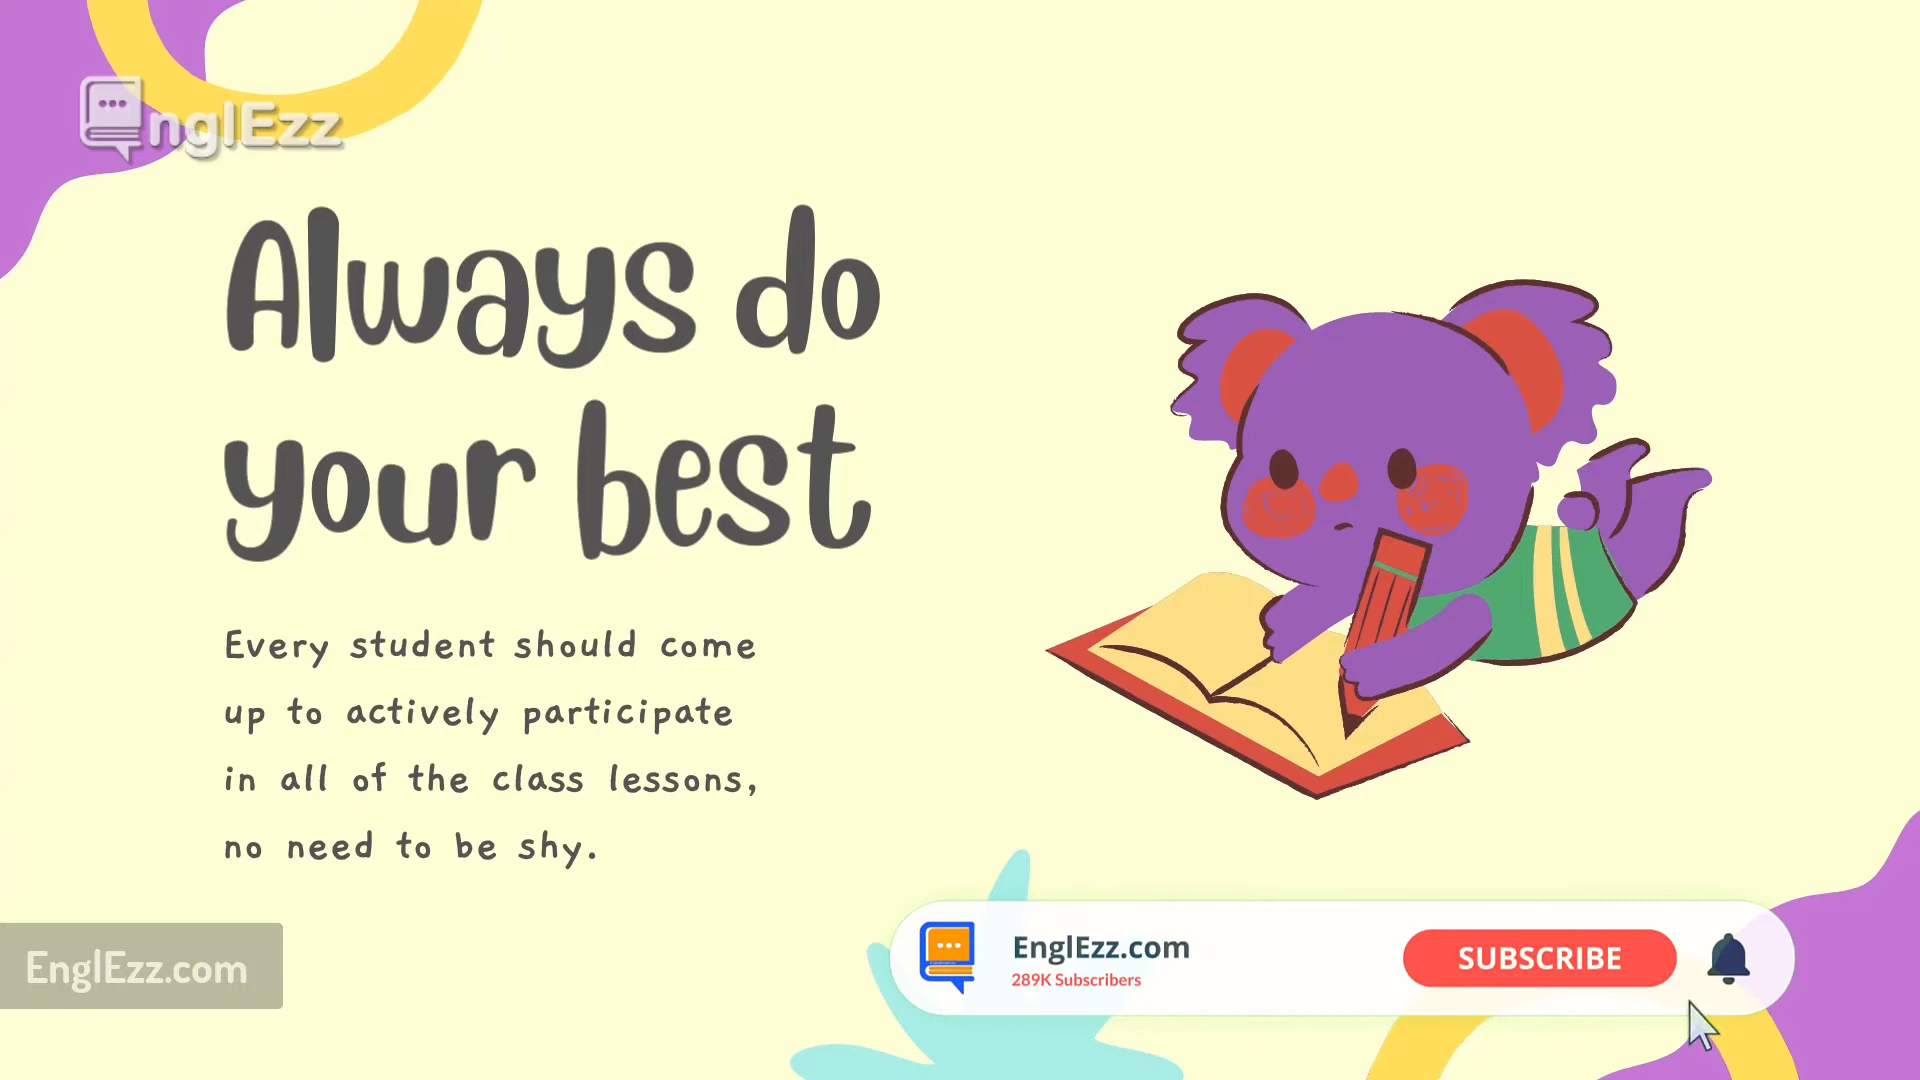 EnglEzz
Always do
your best
Every student should come
up to actively participate
in all of the class lessons,
no need to be shy.
EnglEzz.com
EnglEzz.com
289K Subscribers
SUBSCRIBE